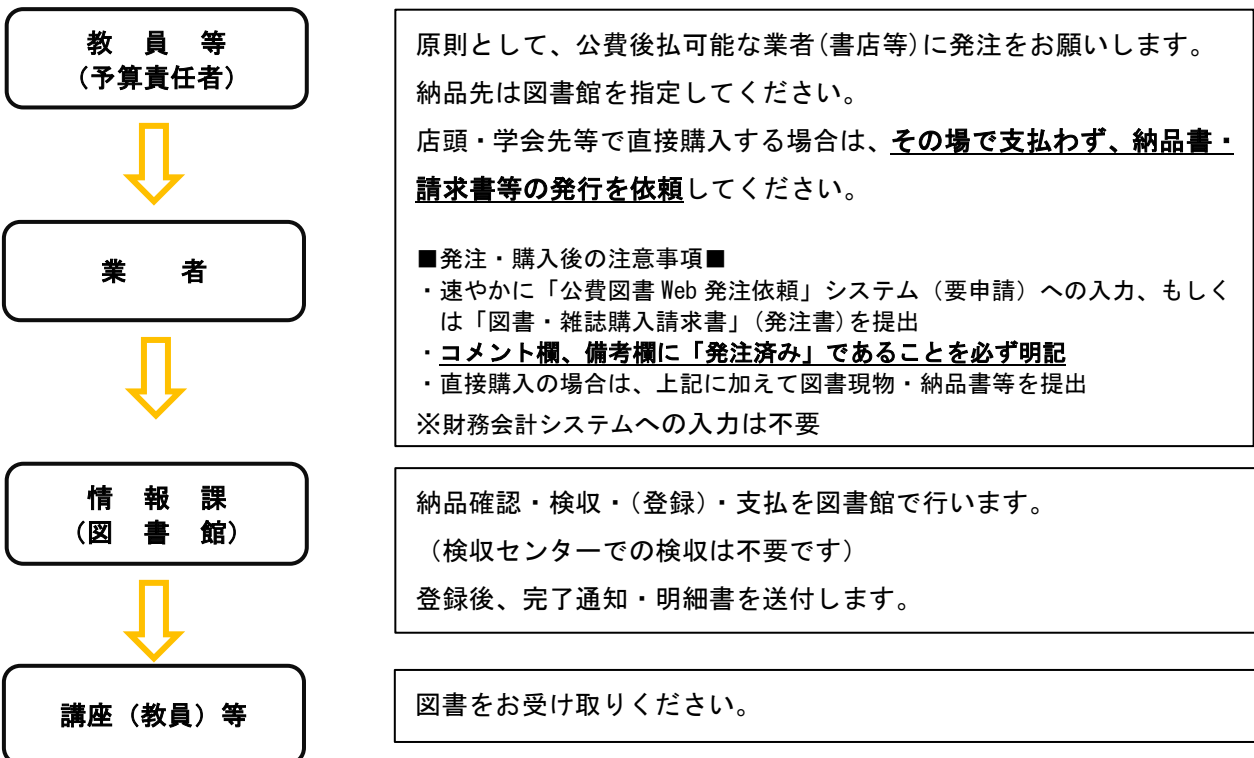 教　員　等
（予算責任者）
原則として、公費後払可能な業者(書店等)に発注をお願いします。
納品先は図書館を指定してください。
店頭・学会先等で直接購入する場合は、その場で支払わず、納品書・
請求書等の発行を依頼してください。
業　者
■発注・購入後の注意事項■
・速やかに「公費図書 Web 発注依頼」システム（要申請）への入力、もしく
は「図書・雑誌購入請求書」(発注書)を提出
・コメント欄、備考欄に「発注済み」であることを必ず明記
・直接購入の場合は、上記に加えて図書現物・納品書等を提出
※財務会計システムへの入力は不要
情　報　課
（図　書　館）
納品確認・検収・(登録)・支払を図書館で行います。
（検収センターでの検収は不要です）
登録後、完了通知・明細書を送付します。
講座（教員）等
図書をお受け取りください。